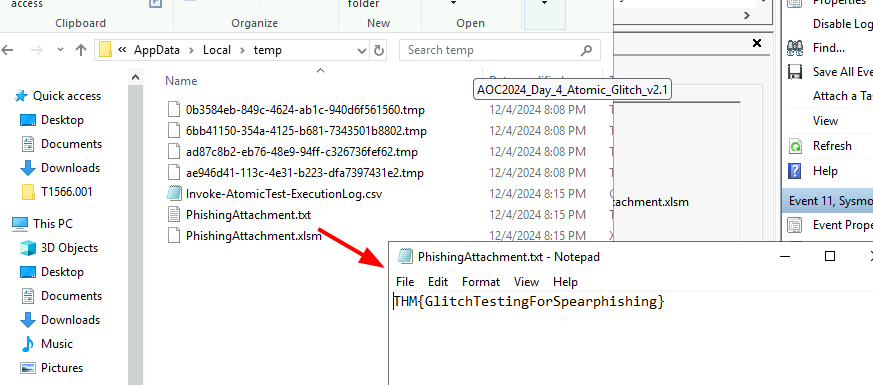 access
folder
Clipboard
Organize
New
Open
AppData > Local > temp
Search temp
Name
AOC2024_Day_4_Atomic_Glitch_v2.1
Quick access
Desktop
Documents
Downloads
T1566.001
This PC
3D Objects
Desktop
Documents
Downloads
Music
Pictures
0b3584eb-849c-4624-ab1c-940d6f561560.tmp 12/4/2024 8:08 PM
6bb41150-354a-4125-b681-7343501b8802.tmp 12/4/2024 8:08 PM
ad87c8b2-eb76-48e9-94ff-c326736fef62.tmp 12/4/2024 8:08 PM
ae946d41-113c-4e31-b223-dfa7397431e2.tmp 12/4/2024 8:08 PM
Invoke-AtomicTest-ExecutionLog.csv 12/4/2024 8:15 PM
PhishingAttachment.txt 12/4/2024 8:15 PM
PhishingAttachment.xlsm 12/4/2024 8:15 PM
achment.xlsm
PhishingAttachment.txt - Notepad
File Edit Format View Help
THM{GlitchTestingForSpearphishing}
Properties
Disable Log
Find...
Save All Eve
Attach a Ta
View
Refresh
Help
Event 11, Sysmo
Event Prope